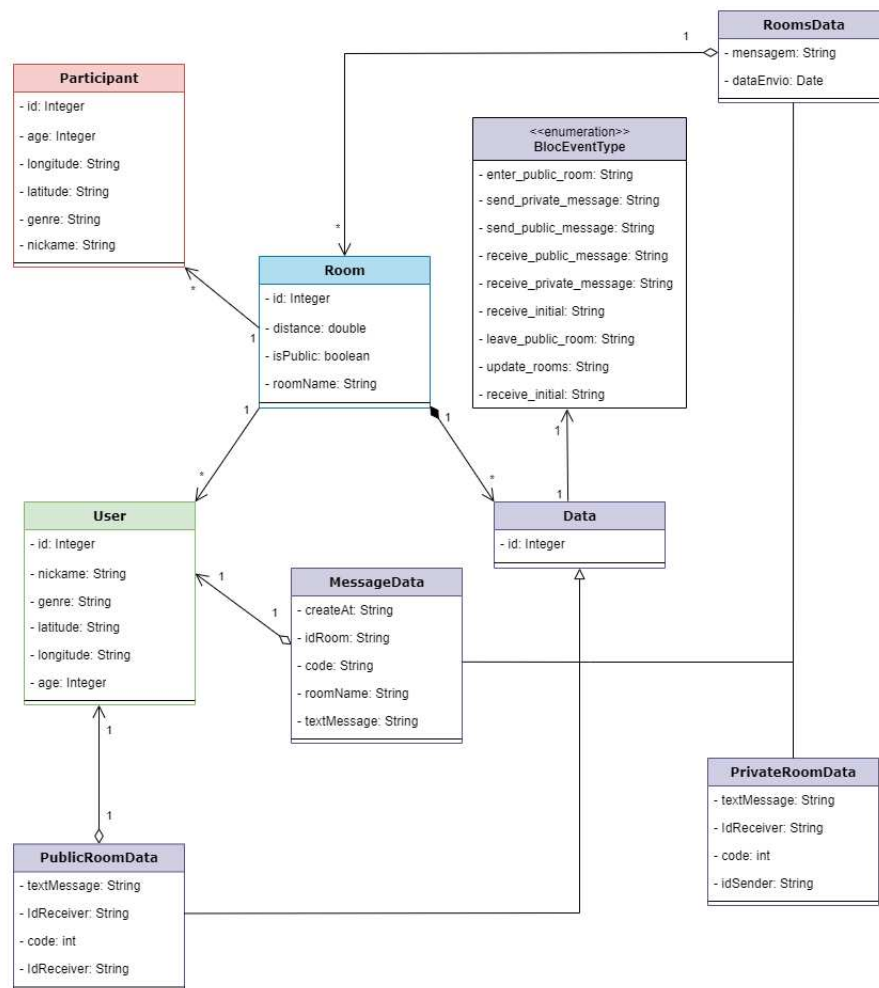 RoomsData
- mensagem: String
- dataEnvio: Date
1
Participant
- id: Integer
- age: Integer
- longitude: String
- latitude: String
- genre: String
- nickame: String
<<enumeration>>
BlocEventType
- enter_public_room: String
- send_private_message: String
- send_public_message: String
- receive_public_message: String
- receive_private_message: String
- receive_initial: String
- leave_public_room: String
- update_rooms: String
- receive_initial: String
*
Room
- id: Integer
- distance: double
- isPublic: boolean
- roomName: String
*
1
1
1
1
*
*
1
User
- id: Integer
- nickame: String
- genre: String
- latitude: String
- longitude: String
- age: Integer
Data
- id: Integer
MessageData
- createAt: String
- idRoom: String
- code: String
- roomName: String
- textMessage: String
1
1
1
1
PublicRoomData
- textMessage: String
- IdReceiver: String
- code: int
- IdReceiver: String
PrivateRoomData
- textMessage: String
- IdReceiver: String
- code: int
- idSender: String